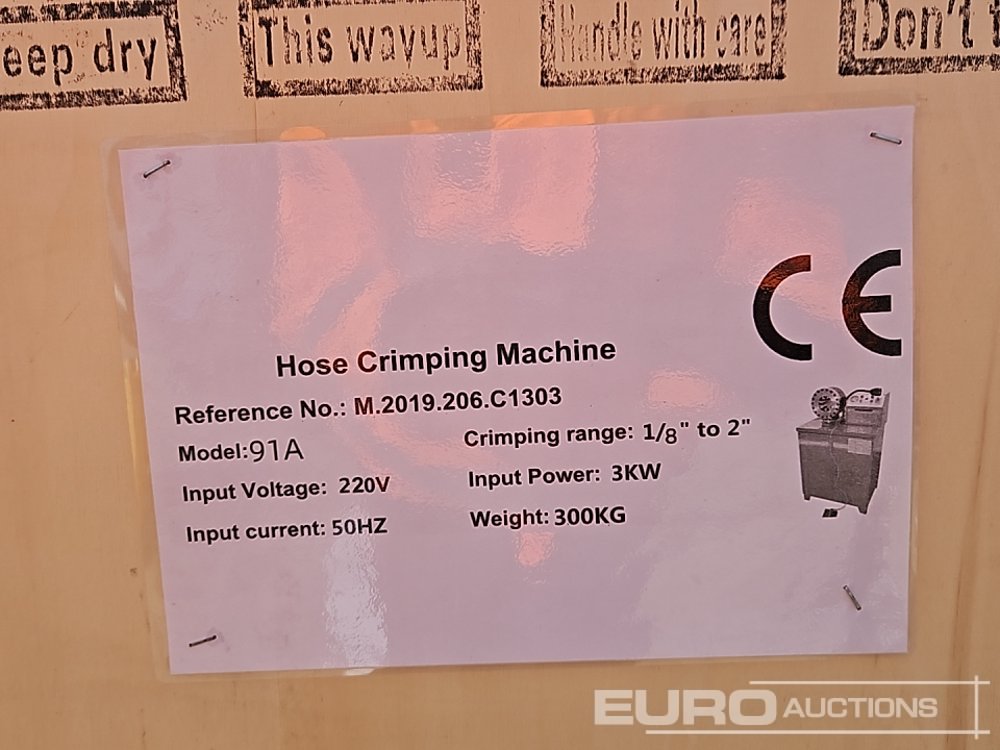 eep dry
This wayup
Handle with care
Don't
Hose Crimping Machine
Reference No.: M.2019.206.C1303
Model:91A
Crimping range: 1/8" to 2"
Input Voltage: 220V
Input Power: 3KW
Input current: 50HZ
Weight: 300KG
CE
EURO AUCTIONS